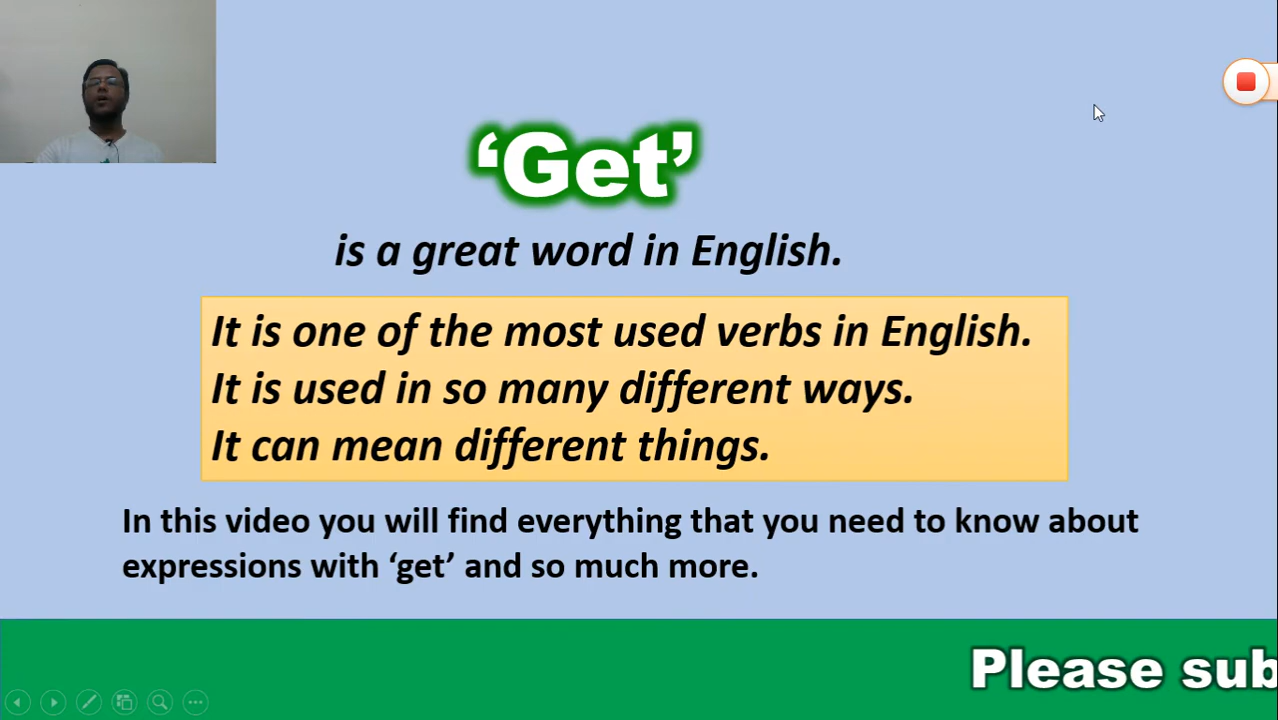 ‘Get’
is a great word in English.
It is one of the most used verbs in English.
It is used in so many different ways.
It can mean different things.
In this video you will find everything that you need to know about
expressions with ‘get’ and so much more.
Please sub